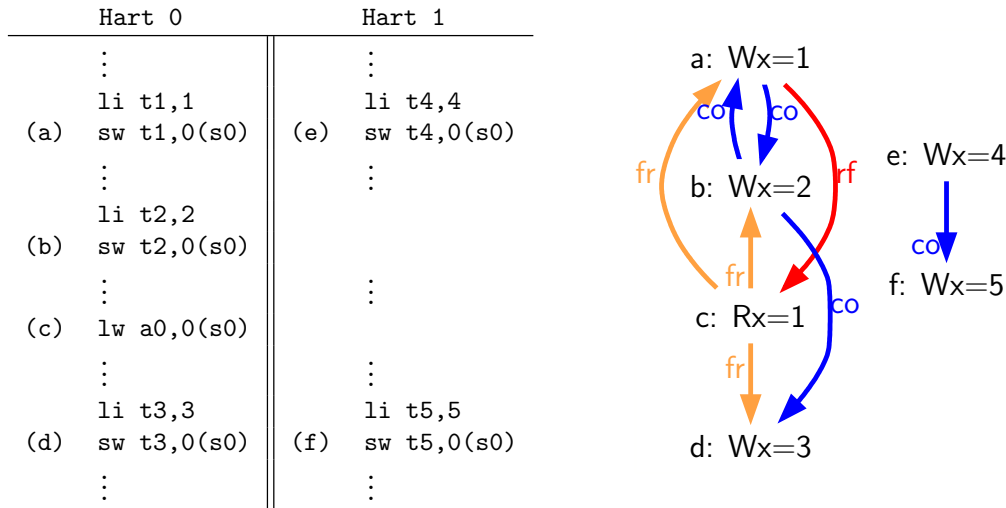 Hart 0 Hart 1
⋮ ⋮
li t1,1 li t4,4
(a) sw t1,0(s0) (e) sw t4,0(s0)
⋮ ⋮
li t2,2
(b) sw t2,0(s0)
⋮ ⋮
(c) lw a0,0(s0)
⋮ ⋮
li t3,3 li t5,5
(d) sw t3,0(s0) (f) sw t5,0(s0)
⋮ ⋮
a: Wx=1
co co
e: Wx=4
fr rf
b: Wx=2
co
fr
f: Wx=5
c: Rx=1 co
fr
d: Wx=3